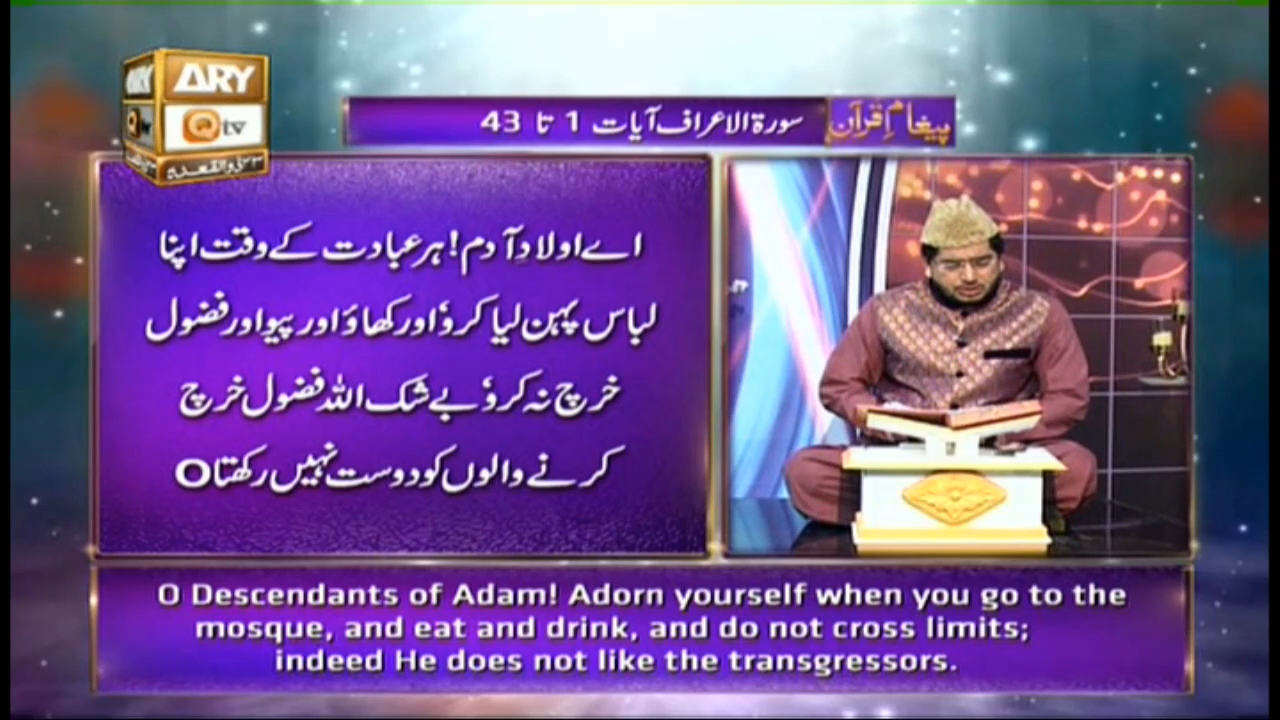 ARY
Qtv
پیغامِ قرآن
سورۃ الاعراف آیات 1 تا 43
اے اولادِ آدم! ہر عبادت کے وقت اپنا
لباس پہن لیا کرو ٗ اور کھاؤ اور پیو اور فضول
خرچ نہ کرو ٗ بے شک اللہ فضول خرچ
کرنے والوں کو دوست نہیں رکھتا O
O Descendants of Adam! Adorn yourself when you go to the
mosque, and eat and drink, and do not cross limits;
indeed He does not like the transgressors.